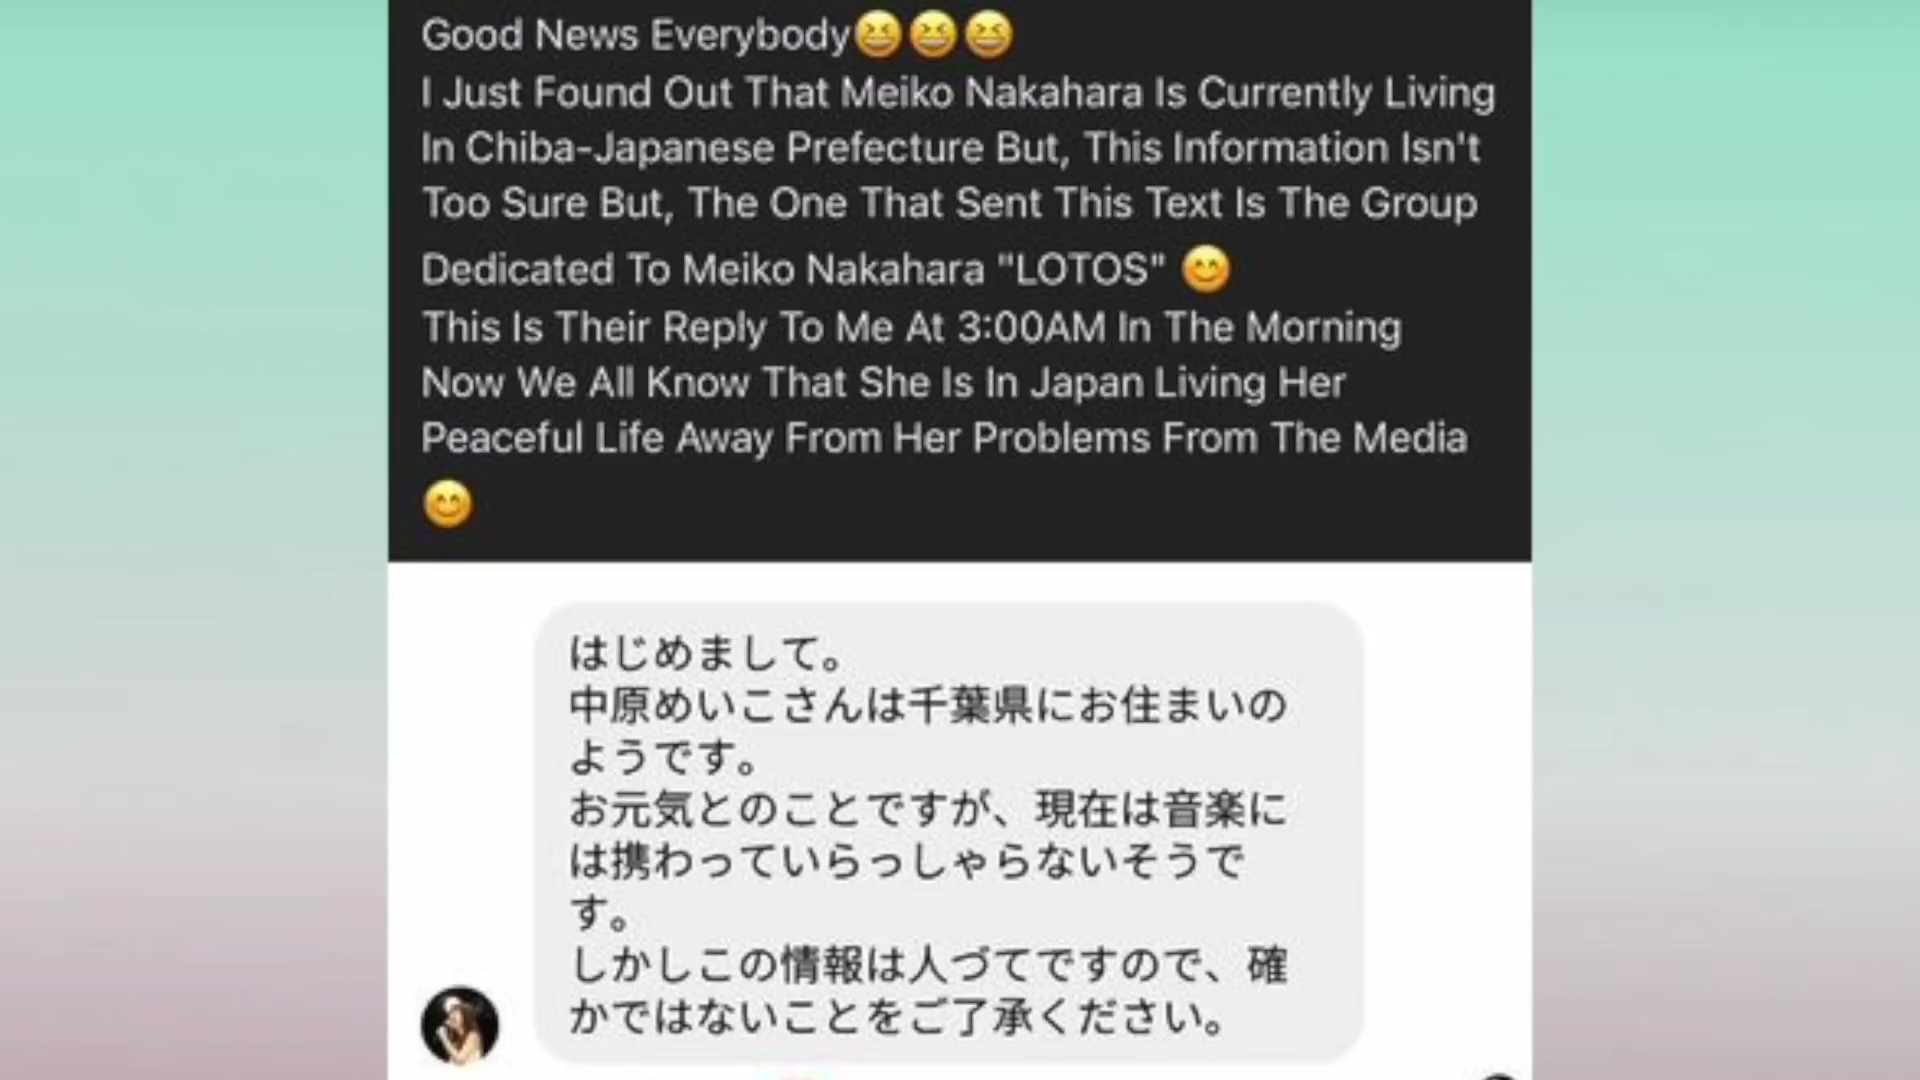 Good News Everybody😆😆😆
I Just Found Out That Meiko Nakahara Is Currently Living
In Chiba-Japanese Prefecture But, This Information Isn't
Too Sure But, The One That Sent This Text Is The Group
Dedicated To Meiko Nakahara "LOTOS" 😊
This Is Their Reply To Me At 3:00AM In The Morning
Now We All Know That She Is In Japan Living Her
Peaceful Life Away From Her Problems From The Media
😊
はじめまして。
中原めいこさんは千葉県にお住まいの
ようです。
お元気とのことですが、現在は音楽に
は携わっていらっしゃらないそうで
す。
しかしこの情報は人づてですので、確
かではないことをご了承ください。